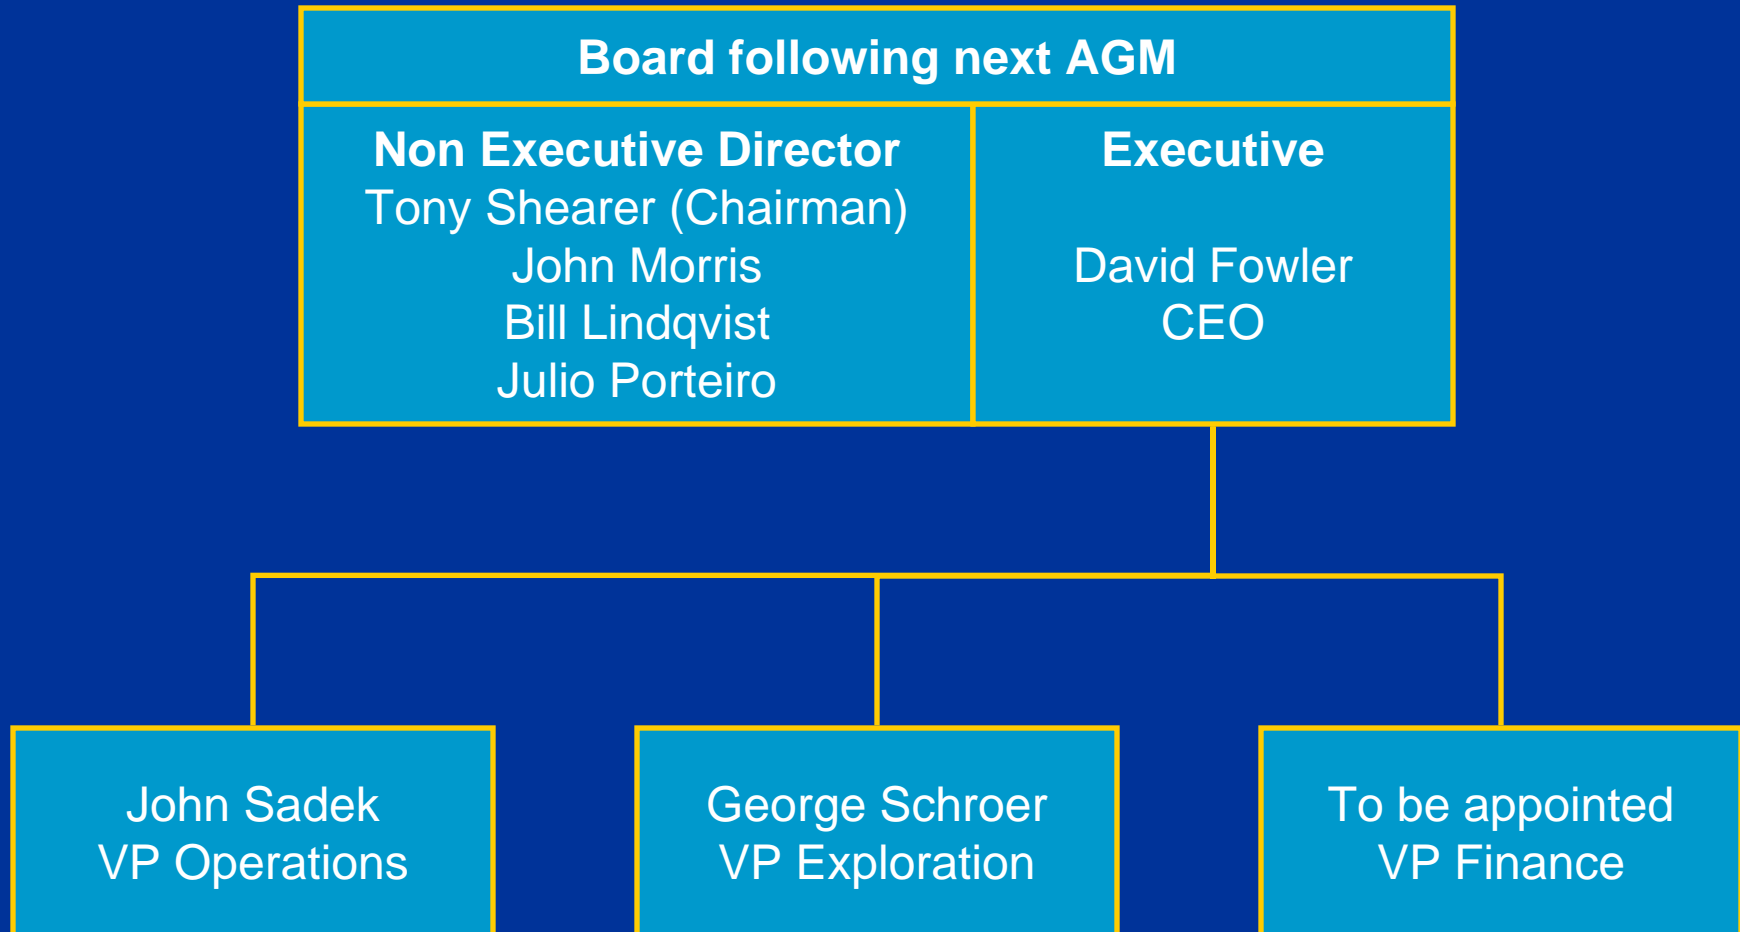 Board following next AGM
Non Executive Director
Tony Shearer (Chairman)
John Morris
Bill Lindqvist
Julio Porteiro
Executive
David Fowler
CEO
John Sadek
VP Operations
George Schroer
VP Exploration
To be appointed
VP Finance